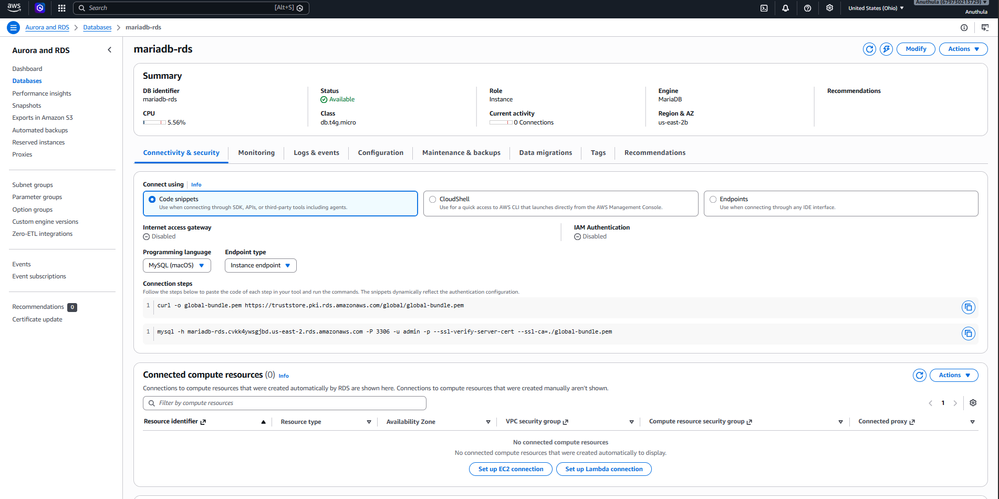 aws
Search
[Alt+S]
United States (Ohio)
Anuthula (679730213729)
Anuthula
Aurora and RDS
Databases
mariadb-rds
Aurora and RDS
Dashboard
Databases
Performance insights
Snapshots
Exports in Amazon S3
Automated backups
Reserved instances
Proxies
Subnet groups
Parameter groups
Option groups
Custom engine versions
Zero-ETL integrations
Events
Event subscriptions
Recommendations 0
Certificate update
mariadb-rds
Modify
Actions
Summary
DB identifier
mariadb-rds
Status
Available
Role
Instance
Engine
MariaDB
Recommendations
CPU
5.56%
Class
db.t4g.micro
Current activity
0 Connections
Region & AZ
us-east-2b
Connectivity & security
Monitoring
Logs & events
Configuration
Maintenance & backups
Data migrations
Tags
Recommendations
Connect using
Info
Code snippets
Use when connecting through SDK, APIs, or third-party tools including agents.
CloudShell
Use for a quick access to AWS CLI that launches directly from the AWS Management Console.
Endpoints
Use when connecting through any IDE interface.
Internet access gateway
Disabled
IAM Authentication
Disabled
Programming language
MySQL (macOS)
Endpoint type
Instance endpoint
Connection steps
Follow the steps below to paste the code of each step in your tool and run the commands. The snippets dynamically reflect the authentication configuration.
1 curl -o global-bundle.pem https://truststore.pki.rds.amazonaws.com/global/global-bundle.pem
1 mysql -h mariadb-rds.cvkk4ywsgjbd.us-east-2.rds.amazonaws.com -P 3306 -u admin -p --ssl-verify-server-cert --ssl-ca=./global-bundle.pem
Connected compute resources (0) Info
Actions
Connections to compute resources that were created automatically by RDS are shown here. Connections to compute resources that were created manually aren't shown.
Filter by compute resources
1
Resource identifier
Resource type
Availability Zone
VPC security group
Compute resource security group
Connected proxy
No connected compute resources
No connected compute resources that were created automatically to display.
Set up EC2 connection
Set up Lambda connection